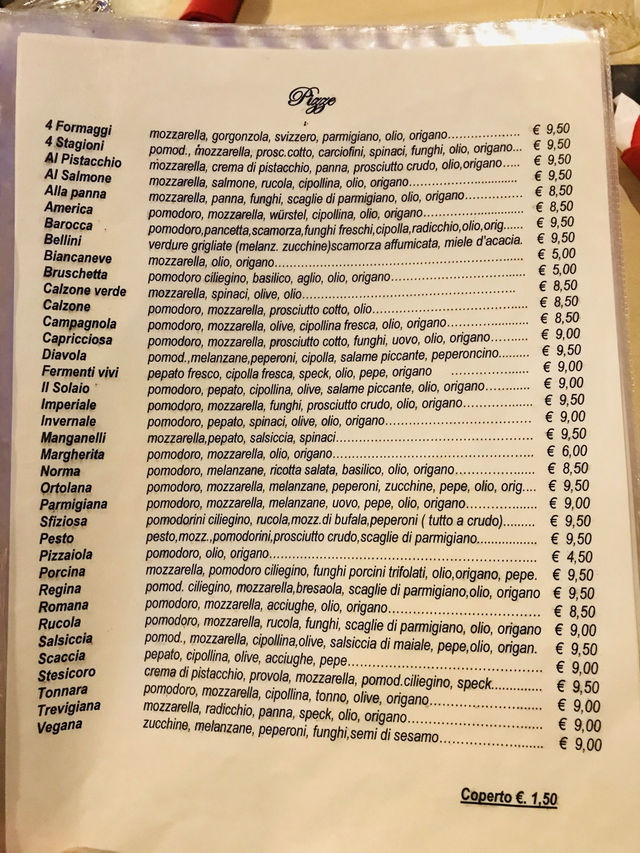 Pizze
4 Formaggi mozzarella, gorgonzola, svizzero, parmigiano, olio, origano.................... € 9,50
4 Stagioni pomod., mozzarella, prosc.cotto, carciofini, spinaci, funghi, olio, origano... € 9,50
Al Pistacchio mozzarella, crema di pistacchio, panna, prosciutto crudo, olio,origano..... € 9,50
Al Salmone mozzarella, salmone, rucola, cipollina, olio, origano.............................. € 9,50
Alla panna mozzarella, panna, funghi, scaglie di parmigiano, olio, origano............... € 8,50
America pomodoro, mozzarella, würstel, cipollina, olio, origano............................ € 8,50
Barocca pomodoro,pancetta,scamorza,funghi freschi,cipolla,radicchio,olio,orig..... € 9,50
Bellini verdure grigliate (melanz. zucchine)scamorza affumicata, miele d'acacia. € 9,50
Biancaneve mozzarella, olio, origano..................................................................... € 5,00
Bruschetta pomodoro ciliegino, basilico, aglio, olio, origano.................................... € 5,00
Calzone verde mozzarella, spinaci, olive, olio............................................................ € 8,50
Calzone pomodoro, mozzarella, prosciutto cotto, olio.......................................... € 8,50
Campagnola pomodoro, mozzarella, olive, cipollina fresca, olio, origano..................... € 8,50
Capricciosa pomodoro, mozzarella, prosciutto cotto, funghi, uovo, olio, origano......... € 9,00
Diavola pomod.,melanzane,peperoni, cipolla, salame piccante, peperoncino......... € 9,50
Fermenti vivi pepato fresco, cipolla fresca, speck, olio, pepe, origano .................... € 9,00
Il Solaio pomodoro, pepato, cipollina, olive, salame piccante, olio, origano............ € 9,00
Imperiale pomodoro, mozzarella, funghi, prosciutto crudo, olio, origano................. € 9,50
Invernale pomodoro, pepato, spinaci, olive, olio, origano...................................... € 9,00
Manganelli mozzarella,pepato, salsiccia, spinaci.................................................... € 9,50
Margherita pomodoro, mozzarella, olio, origano..................................................... € 6,00
Norma pomodoro, melanzane, ricotta salata, basilico, olio, origano.................... € 8,50
Ortolana pomodoro, mozzarella, melanzane, peperoni, zucchine, pepe, olio, orig.... € 9,50
Parmigiana pomodoro, mozzarella, melanzane, uovo, pepe, olio, origano................. € 9,00
Sfiziosa pomodorini ciliegino, rucola,mozz.di bufala,peperoni ( tutto a crudo)........ € 9,50
Pesto pesto,mozz.,pomodorini,prosciutto crudo,scaglie di parmigiano............... € 9,50
Pizzaiola pomodoro, olio, origano...................................................................... € 4,50
Porcina mozzarella, pomodoro ciliegino, funghi porcini trifolati, olio,origano, pepe. € 9,50
Regina pomod. ciliegino, mozzarella,bresaola, scaglie di parmigiano,olio, origano € 9,50
Romana pomodoro, mozzarella, acciughe, olio, origano...................................... € 8,50
Rucola pomodoro, mozzarella, rucola, funghi, scaglie di parmigiano, olio, origano € 9,00
Salsiccia pomod., mozzarella, cipollina,olive, salsiccia di maiale, pepe,olio, origan. € 9,50
Scaccia pepato, cipollina, olive, acciughe, pepe................................................. € 9,00
Stesicoro crema di pistacchio, provola, mozzarella, pomod.ciliegino, speck.............. € 9,50
Tonnara pomodoro, mozzarella, cipollina, tonno, olive, origano........................... € 9,00
Trevigiana mozzarella, radicchio, panna, speck, olio, origano................................. € 9,00
Vegana zucchine, melanzane, peperoni, funghi,semi di sesamo.......................... € 9,00
Coperto €. 1,50